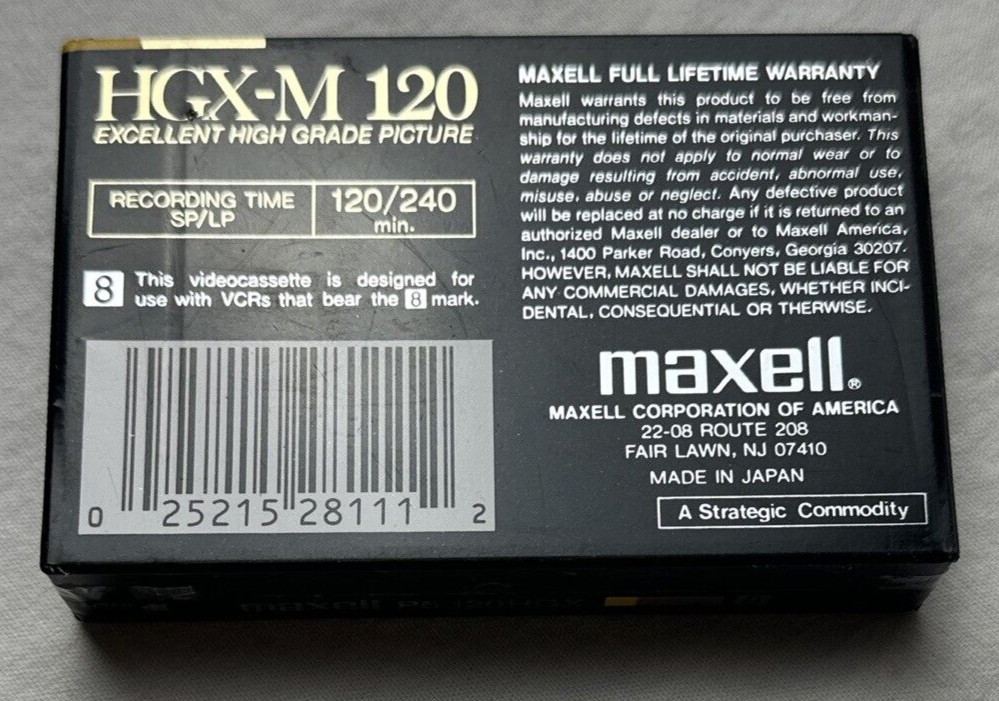 HGX-M 120
EXCELLENT HIGH GRADE PICTURE
RECORDING TIME
SP/LP
120/240
min.
8
This videocassette is designed for
use with VCRs that bear the 8 mark.
0 25215 28111 2
MAXELL FULL LIFETIME WARRANTY
Maxell warrants this product to be free from
manufacturing defects in materials and workman-
ship for the lifetime of the original purchaser. This
warranty does not apply to normal wear or to
damage resulting from accident, abnormal use,
misuse, abuse or neglect. Any defective product
will be replaced at no charge if it is returned to an
authorized Maxell dealer or to Maxell America,
Inc., 1400 Parker Road, Conyers, Georgia 30207.
HOWEVER, MAXELL SHALL NOT BE LIABLE FOR
ANY COMMERCIAL DAMAGES, WHETHER INCI-
DENTAL, CONSEQUENTIAL OR THERWISE.
maxell®
MAXELL CORPORATION OF AMERICA
22-08 ROUTE 208
FAIR LAWN, NJ 07410
MADE IN JAPAN
A Strategic Commodity
maxell P6-120HGX